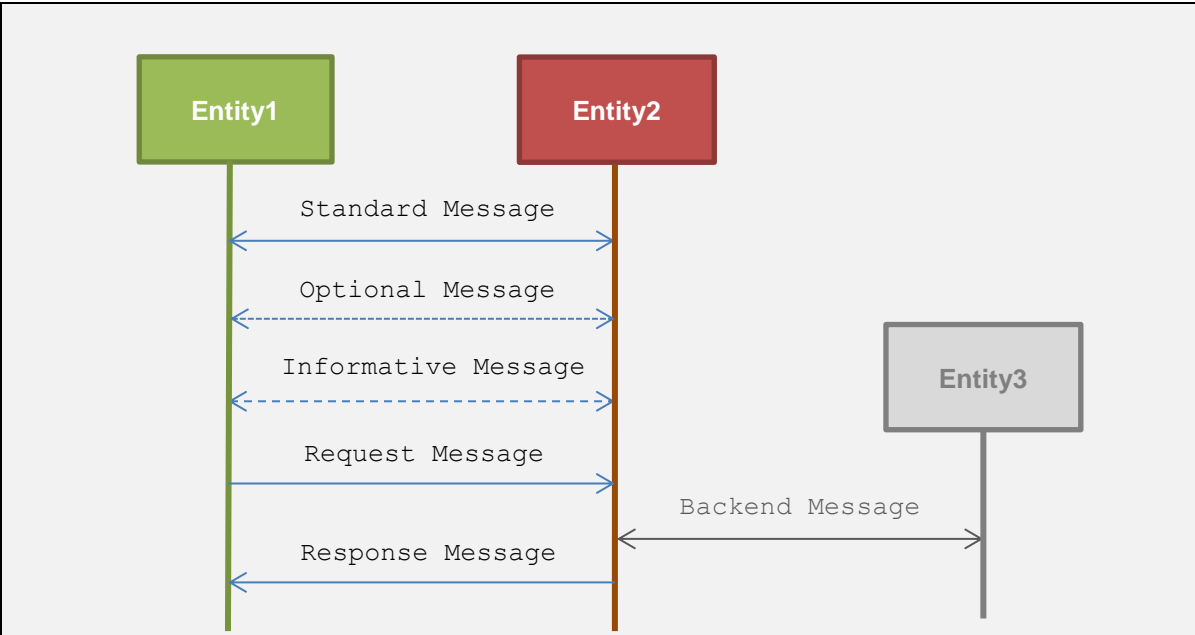 Entity1
Entity2
Standard Message
Optional Message
Informative Message
Entity3
Request Message
Backend Message
Response Message